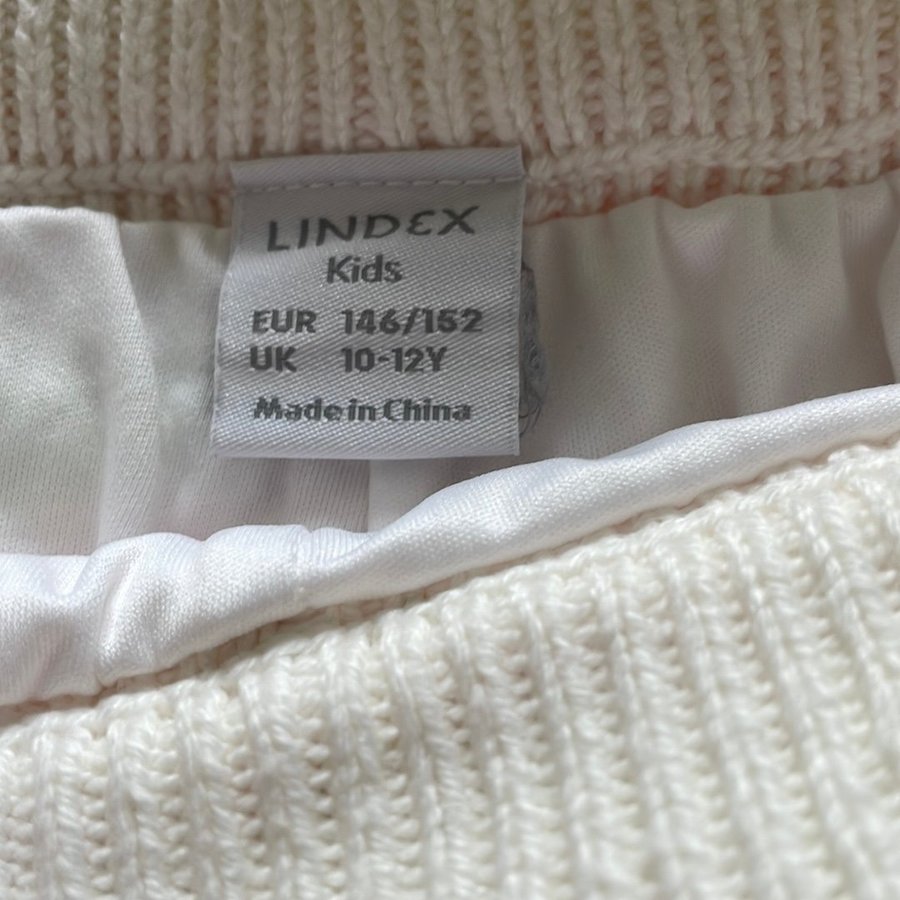 LINDEX
Kids
EUR 146/152
UK 10-12Y
Made in China